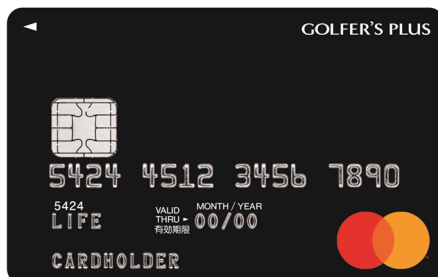 GOLFER'S PLUS
5424 4512 3456 7890
5424
MONTH / YEAR
VALID THRU 有効期限 00/00
LIFE
CARDHOLDER